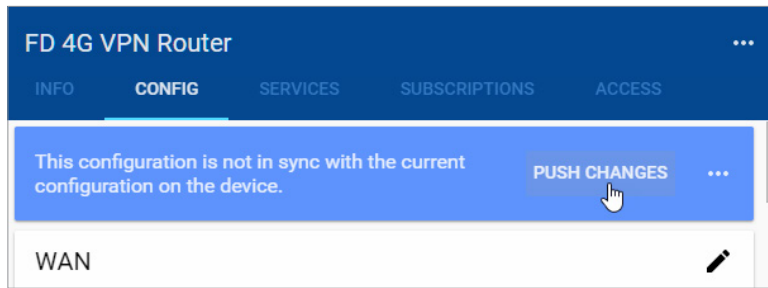 FD 4G VPN Router
INFO CONFIG SERVICES SUBSCRIPTIONS ACCESS
This configuration is not in sync with the current
configuration on the device.
PUSH CHANGES
WAN